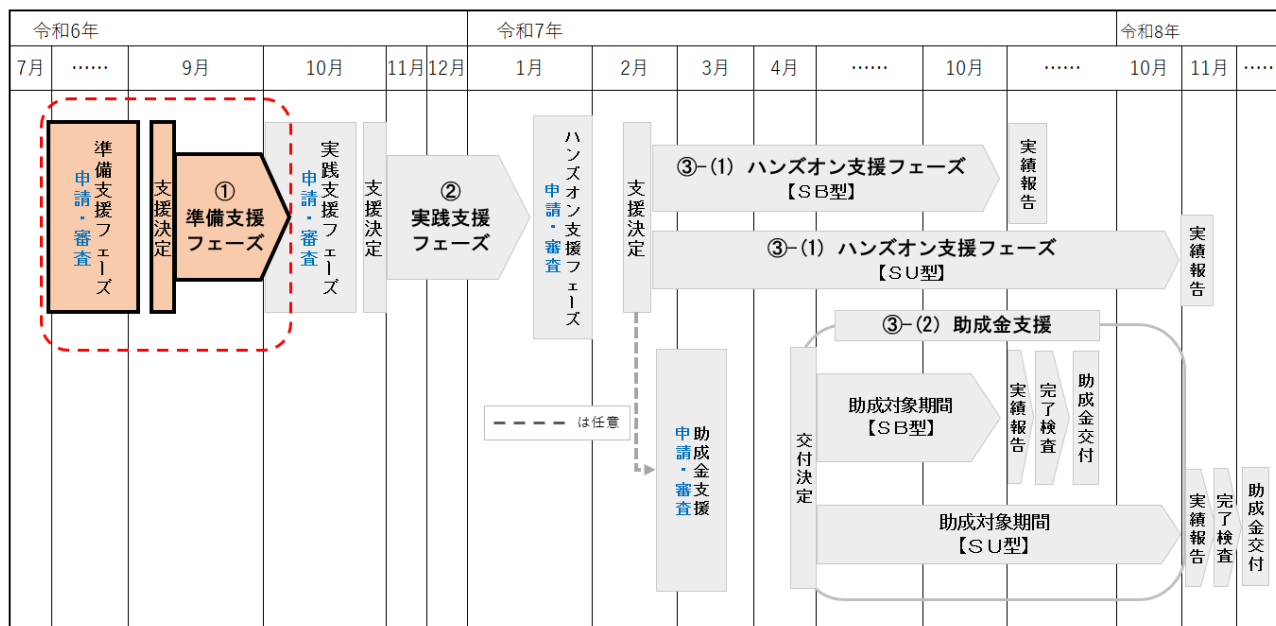 令和6年
令和7年
令和8年
7月
……
9月
10月
11月
12月
1月
2月
3月
4月
……
10月
……
10月
11月
……
準備支援フェーズ
申請・審査
支援決定
①
準備支援
フェーズ
実践支援フェーズ
申請・審査
支援決定
②
実践支援
フェーズ
ハンズオン支援フェーズ
申請・審査
支援決定
③-(1) ハンズオン支援フェーズ
【SB型】
実績報告
③-(1) ハンズオン支援フェーズ
【SU型】
実績報告
は任意
助成金支援
申請・審査
③-(2) 助成金支援
交付決定
助成対象期間
【SB型】
実績報告
完了検査
助成金交付
助成対象期間
【SU型】
実績報告
完了検査
助成金交付